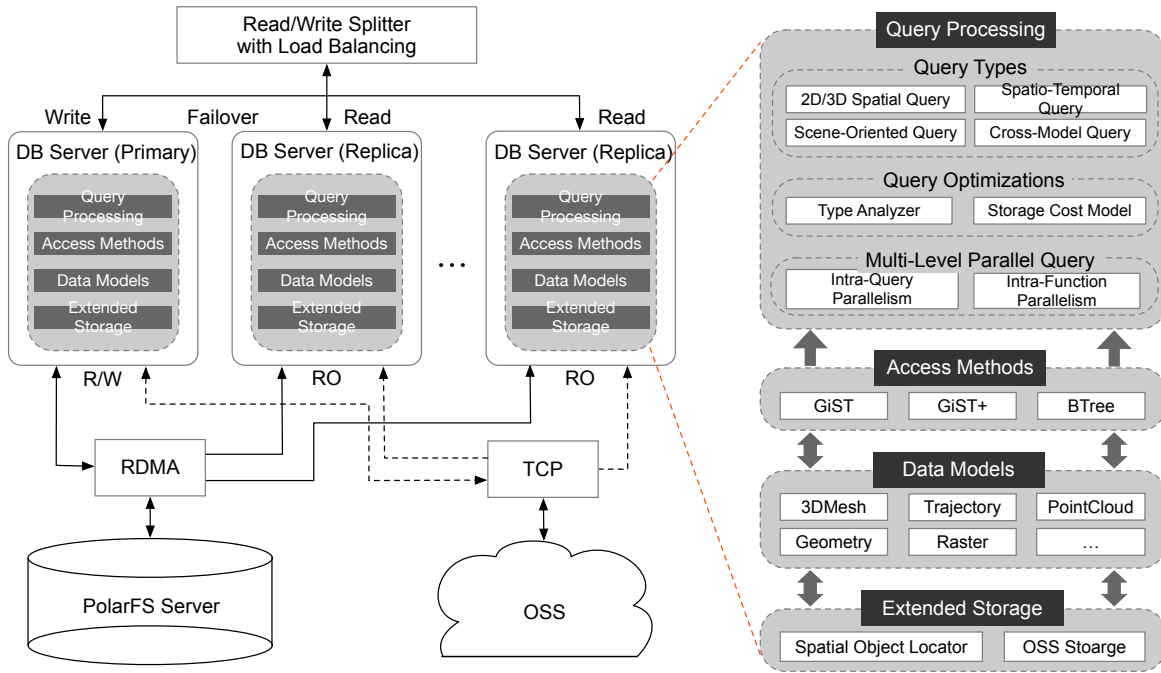 Read/Write Splitter
with Load Balancing
Write
Failover
Read
Read
DB Server (Primary)
DB Server (Replica)
DB Server (Replica)
Query
Processing
Access Methods
Data Models
Extended
Storage
Query
Processing
Access Methods
Data Models
Extended
Storage
...
Query
Processing
Access Methods
Data Models
Extended
Storage
R/W
RO
RO
RDMA
TCP
PolarFS Server
OSS
Query Processing
Query Types
2D/3D Spatial Query
Spatio-Temporal
Query
Scene-Oriented Query
Cross-Model Query
Query Optimizations
Type Analyzer
Storage Cost Model
Multi-Level Parallel Query
Intra-Query
Parallelism
Intra-Function
Parallelism
Access Methods
GiST
GiST+
BTree
Data Models
3DMesh
Trajectory
PointCloud
Geometry
Raster
...
Extended Storage
Spatial Object Locator
OSS Stoarge